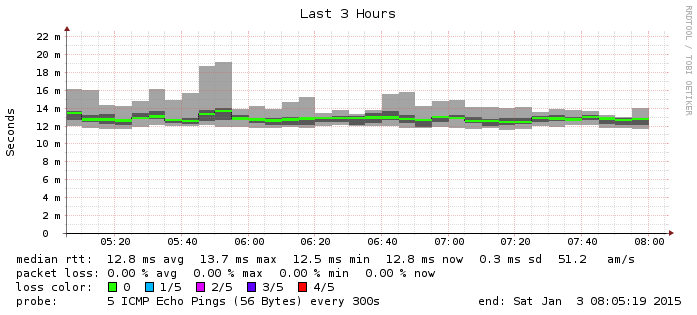 Last 3 Hours
RRDTOOL / TOBI OETIKER
Seconds
22 m
20 m
18 m
16 m
14 m
12 m
10 m
8 m
6 m
4 m
2 m
0
05:20 05:40 06:00 06:20 06:40 07:00 07:20 07:40 08:00
median rtt: 12.8 ms avg 13.7 ms max 12.5 ms min 12.8 ms now 0.3 ms sd 51.2 am/s
packet loss: 0.00 % avg 0.00 % max 0.00 % min 0.00 % now
loss color: 0 1/5 2/5 3/5 4/5
probe: 5 ICMP Echo Pings (56 Bytes) every 300s end: Sat Jan 3 08:05:19 2015